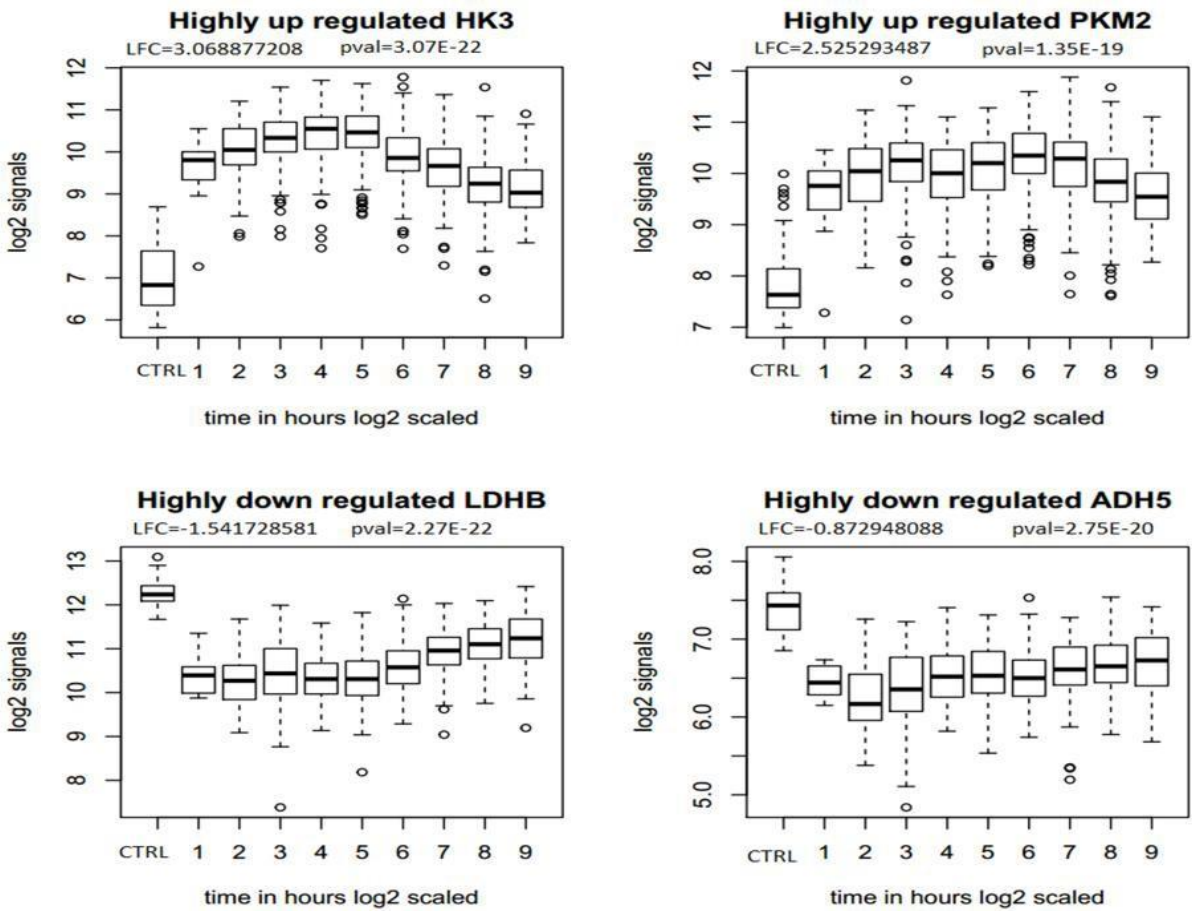 Highly up regulated HK3
LFC=3.068877208 pval=3.07E-22
log2 signals
12
11
10
9
8
7
6
CTRL 1 2 3 4 5 6 7 8 9
time in hours log2 scaled
Highly up regulated PKM2
LFC=2.525293487 pval=1.35E-19
log2 signals
12
11
10
9
8
7
CTRL 1 2 3 4 5 6 7 8 9
time in hours log2 scaled
Highly down regulated LDHB
LFC=-1.541728581 pval=2.27E-22
log2 signals
13
12
11
10
9
8
CTRL 1 2 3 4 5 6 7 8 9
time in hours log2 scaled
Highly down regulated ADH5
LFC=-0.872948088 pval=2.75E-20
log2 signals
8.0
7.0
6.0
5.0
CTRL 1 2 3 4 5 6 7 8 9
time in hours log2 scaled